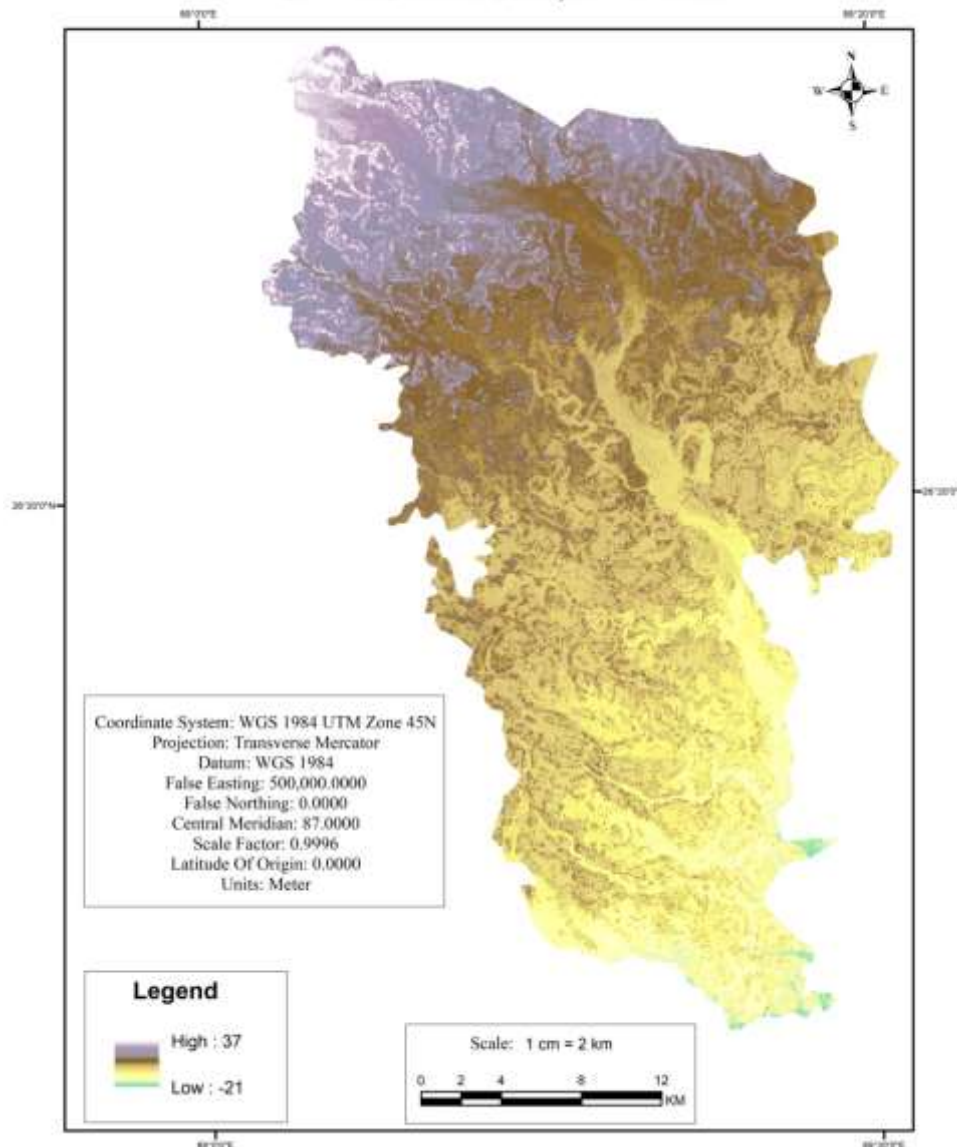 N
W E
S
Coordinate System: WGS 1984 UTM Zone 45N
Projection: Transverse Mercator
Datum: WGS 1984
False Easting: 500,000.0000
False Northing: 0.0000
Central Meridian: 87.0000
Scale Factor: 0.9996
Latitude Of Origin: 0.0000
Units: Meter
Legend
High : 37
Low : -21
Scale: 1 cm = 2 km
0 2 4 8 12
KM